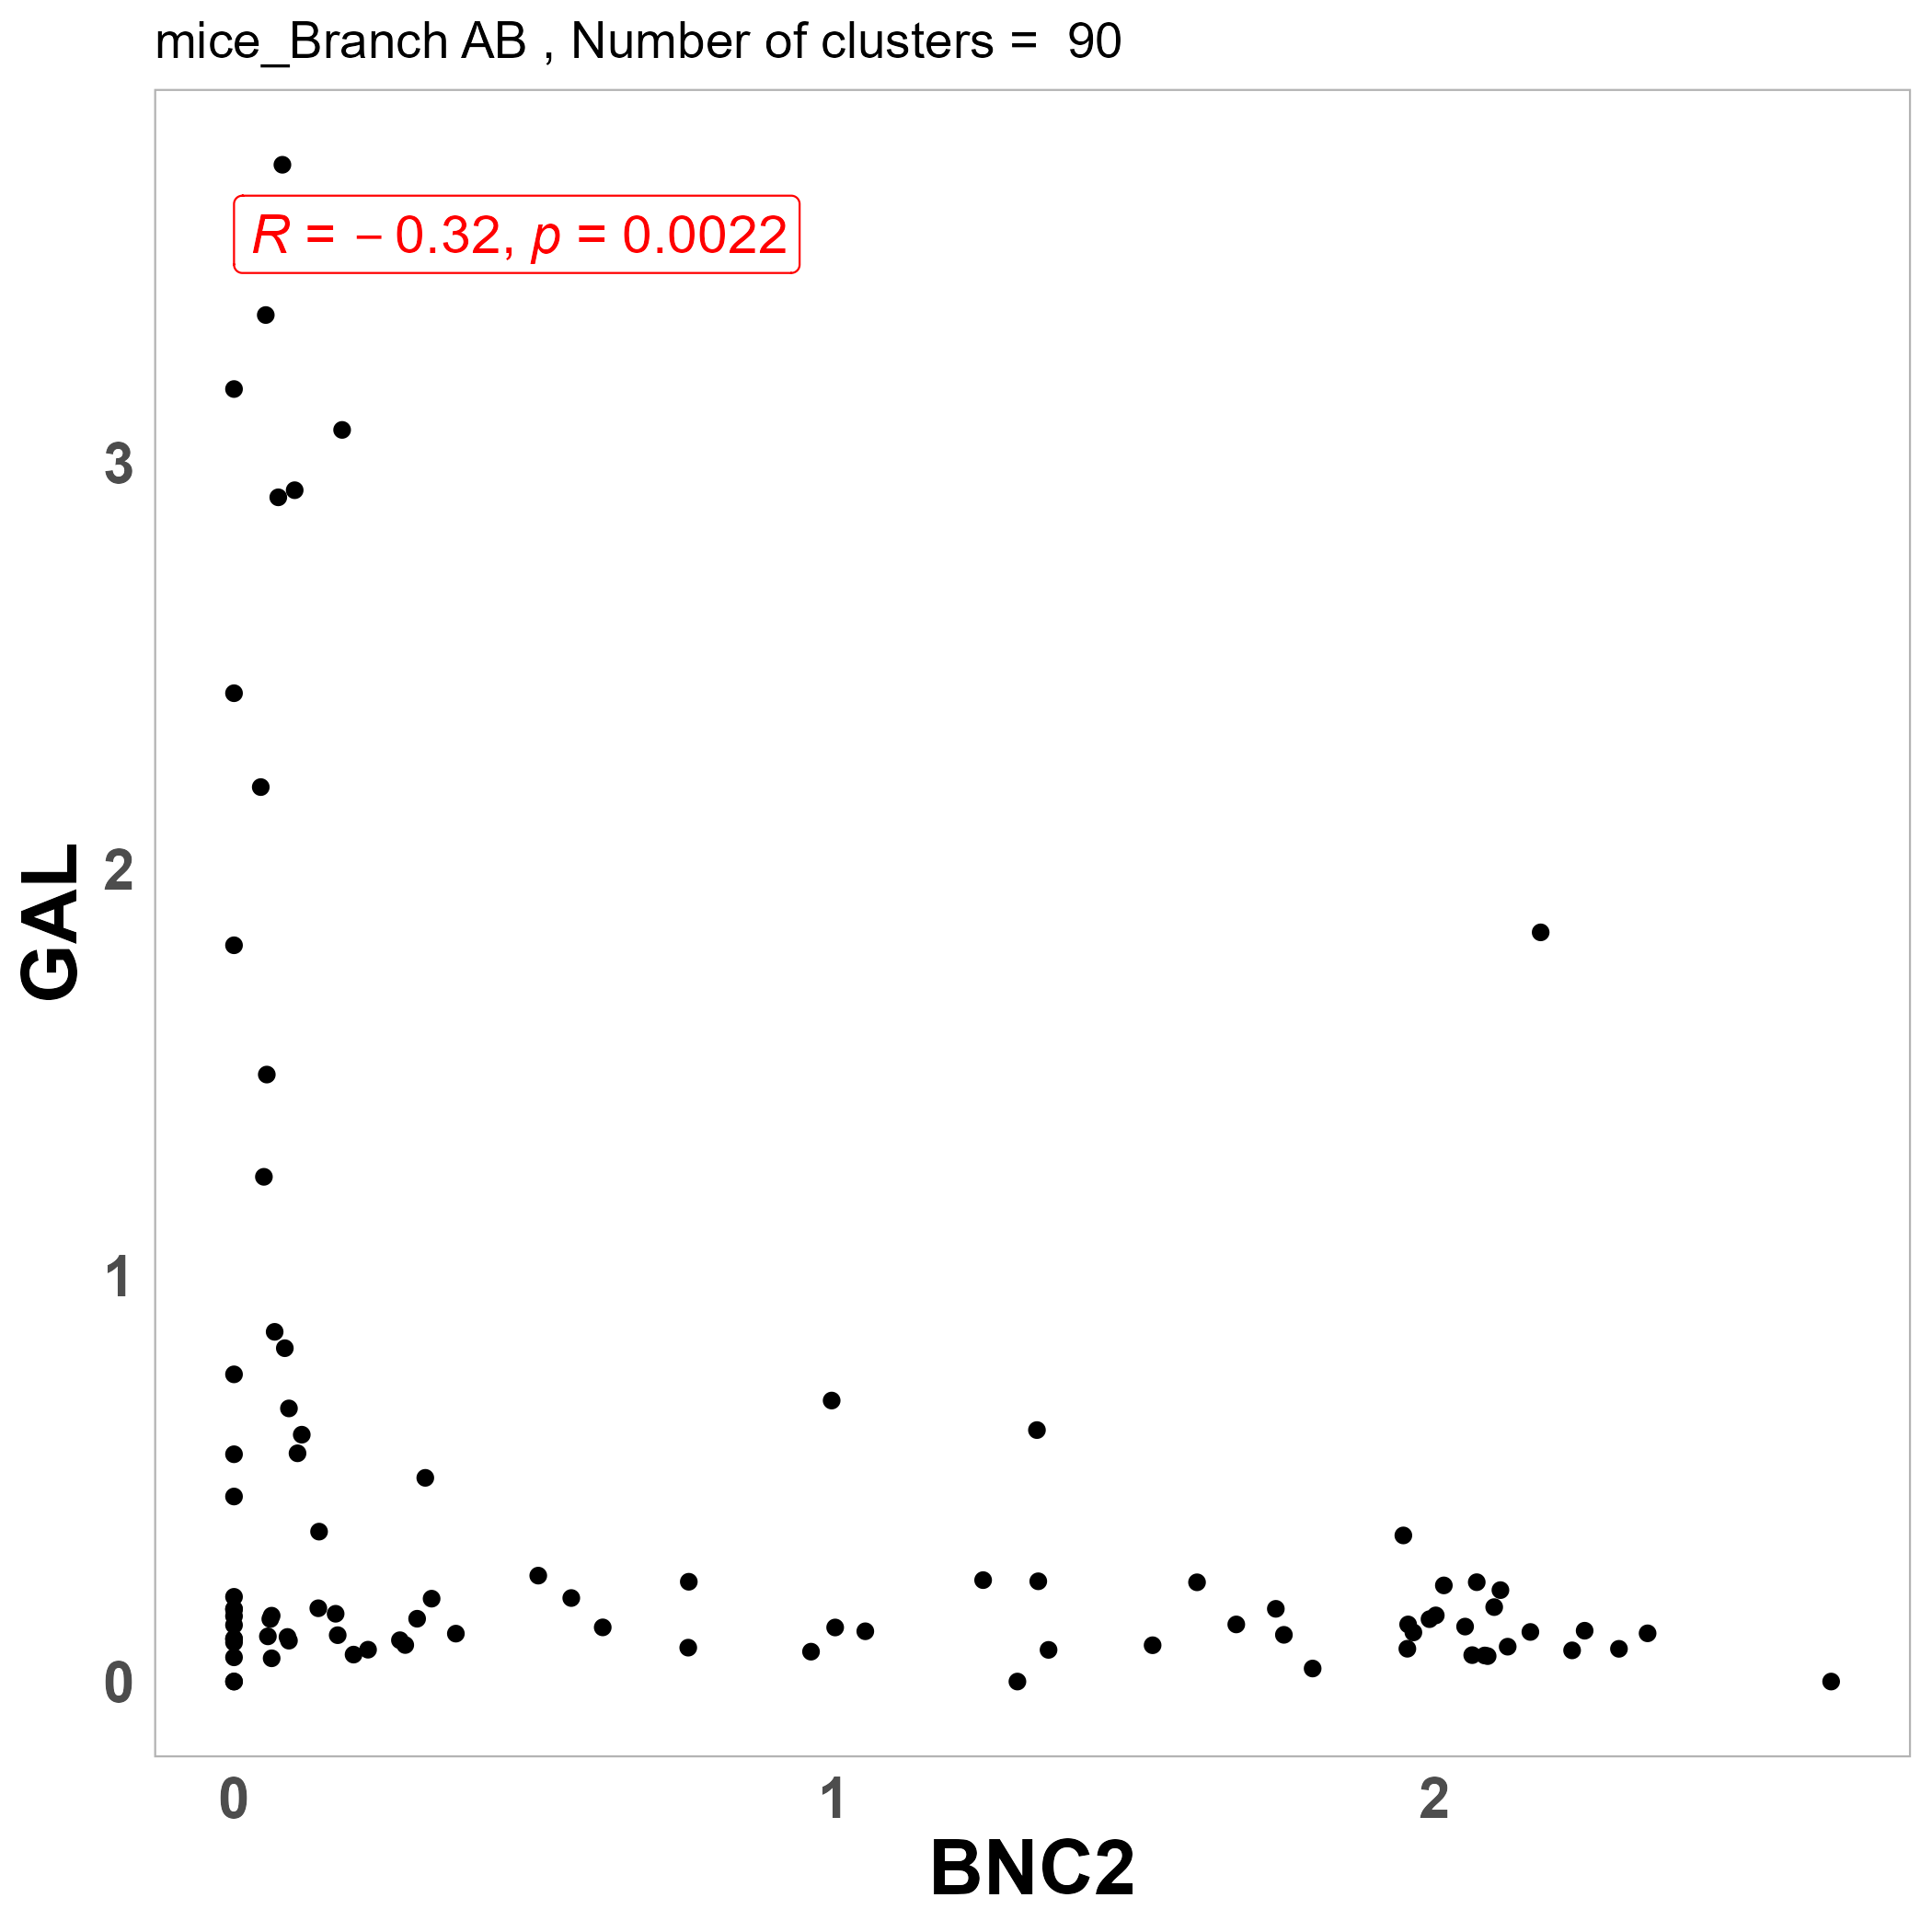 mice_Branch AB , Number of clusters =  90
R = − 0.32, p = 0.0022
3
2
1
0
GAL
0 1 2
BNC2